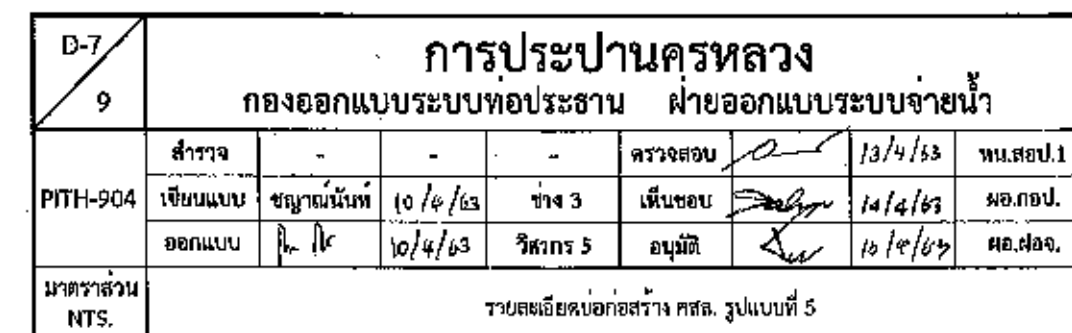 D-7 การประปานครหลวง
9 กองออกแบบระบบท่อประธาน ฝ่ายออกแบบระบบจ่ายน้ำ
สำรวจ - - - ตรวจสอบ 13/4/63 หน.สอป.1
PITH-904 เขียนแบบ ชญาณ์นันท์ 10/4/63 ช่าง 3 เห็นชอบ 14/4/63 ผอ.กอป.
ออกแบบ 10/4/63 วิศวกร 5 อนุมัติ ผอ.ฝอจ.
มาตราส่วน
NTS. รายละเอียดบ่อก่อสร้าง คสล. รูปแบบที่ 5